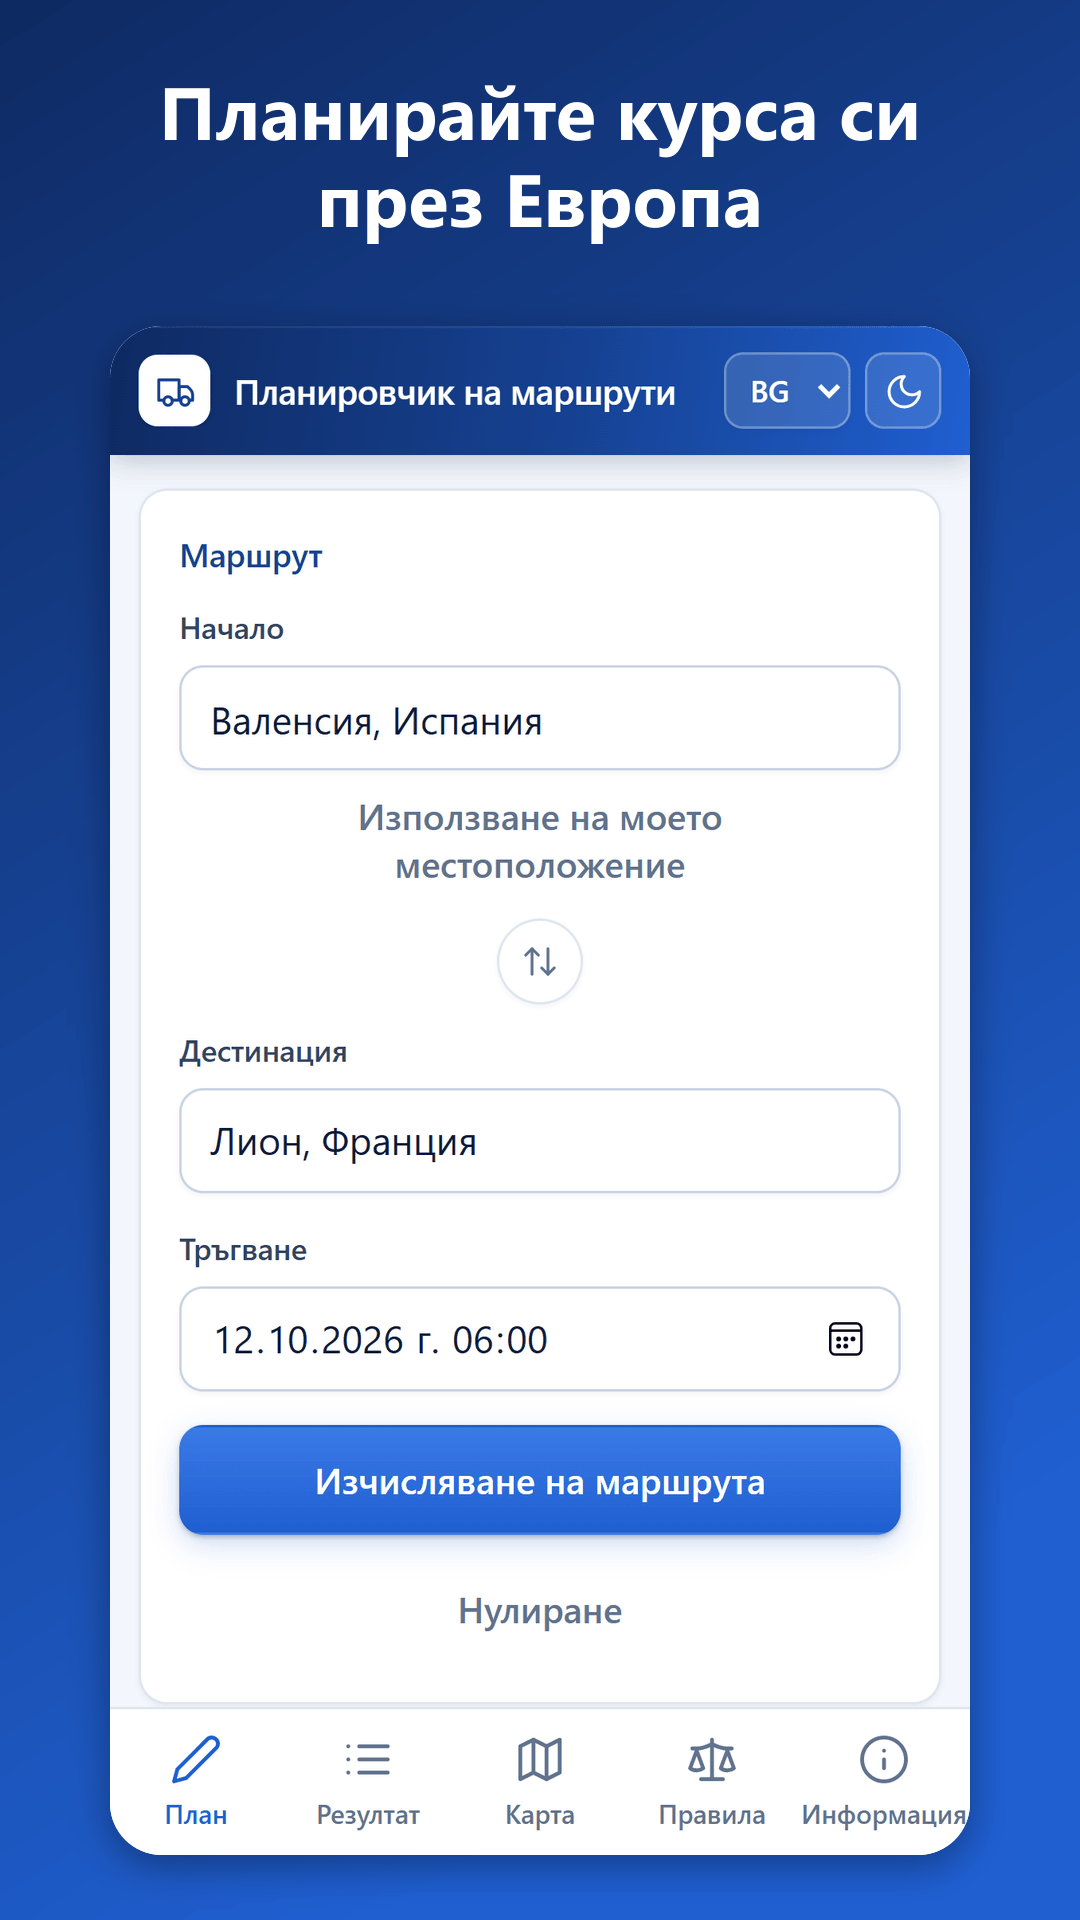 Планирайте курса си
през Европа
Планировчик на маршрути
BG
Маршрут
Начало
Валенсия, Испания
Използване на моето
местоположение
Дестинация
Лион, Франция
Тръгване
12.10.2026 г. 06:00
Изчисляване на маршрута
Нулиране
План
Резултат
Карта
Правила
Информация